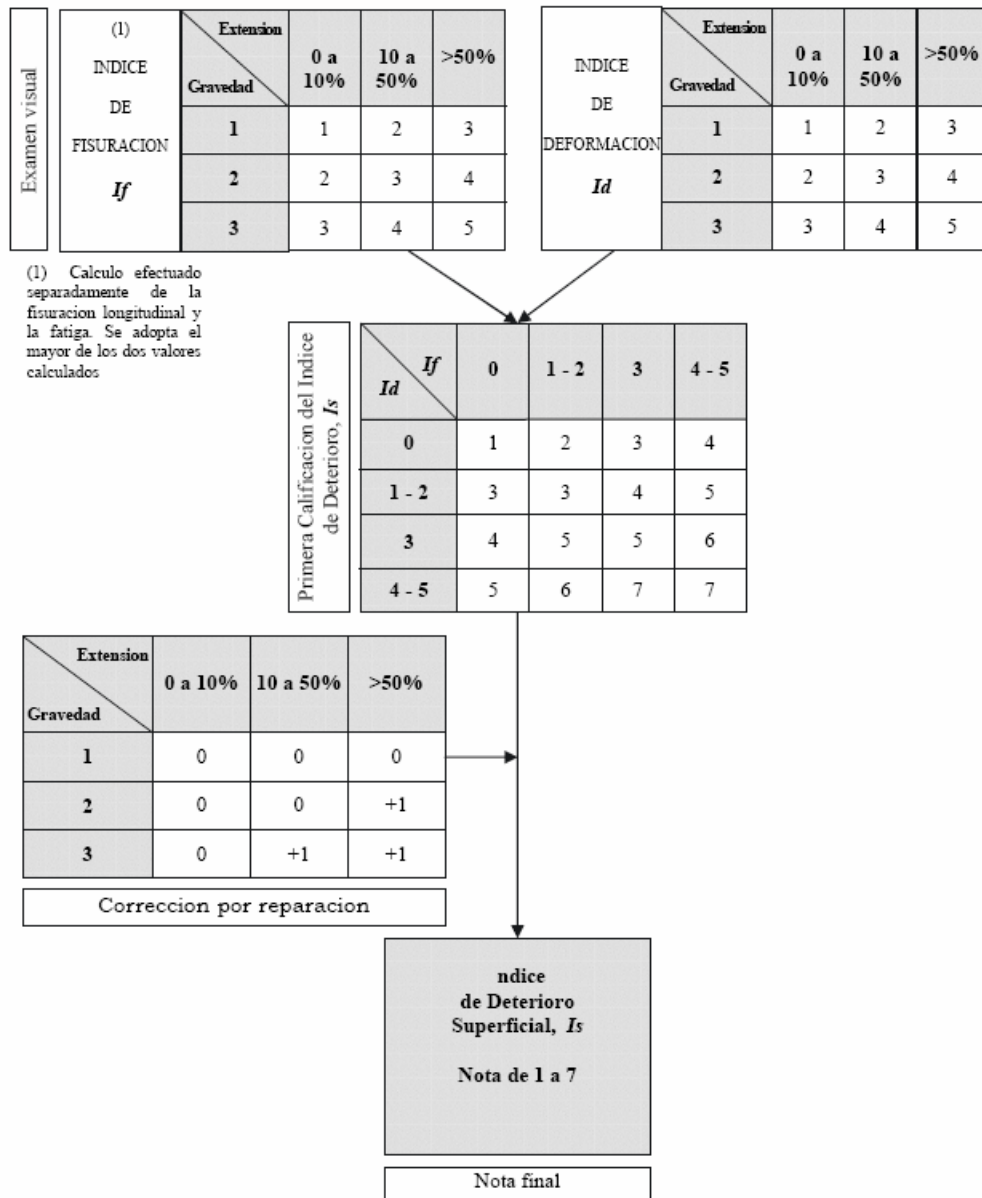 Examen visual
(1)
INDICE
DE
FISURACION
If
Extension
Gravedad
0 a 10%
10 a 50%
>50%
1 1 2 3
2 2 3 4
3 3 4 5
INDICE
DE
DEFORMACION
Id
Extension
Gravedad
0 a 10%
10 a 50%
>50%
1 1 2 3
2 2 3 4
3 3 4 5
(1) Calculo efectuado
separadamente de la
fisuracion longitudinal y
la fatiga. Se adopta el
mayor de los dos valores
calculados
Primera Calificacion del Indice
de Deterioro, Is
If
Id
0 1 - 2 3 4 - 5
0 1 2 3 4
1 - 2 3 3 4 5
3 4 5 5 6
4 - 5 5 6 7 7
Extension
Gravedad
0 a 10% 10 a 50% >50%
1 0 0 0
2 0 0 +1
3 0 +1 +1
Correccion por reparacion
ndice
de Deterioro
Superficial, Is
Nota de 1 a 7
Nota final